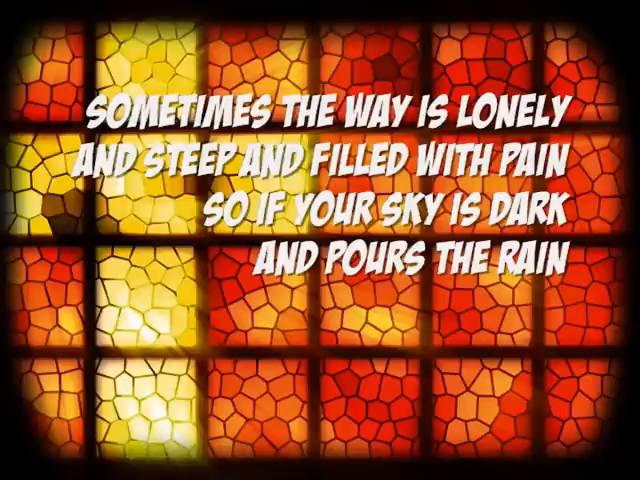 SOMETIMES THE WAY IS LONELY
AND STEEP AND FILLED WITH PAIN
SO IF YOUR SKY IS DARK
AND POURS THE RAIN